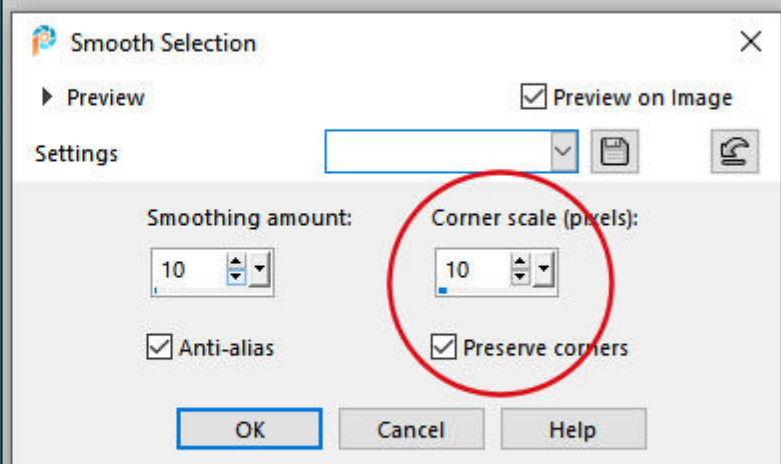 Smooth Selection
Preview
Preview on Image
Settings
Smoothing amount:
Corner scale (pixels):
10
10
Anti-alias
Preserve corners
OK
Cancel
Help